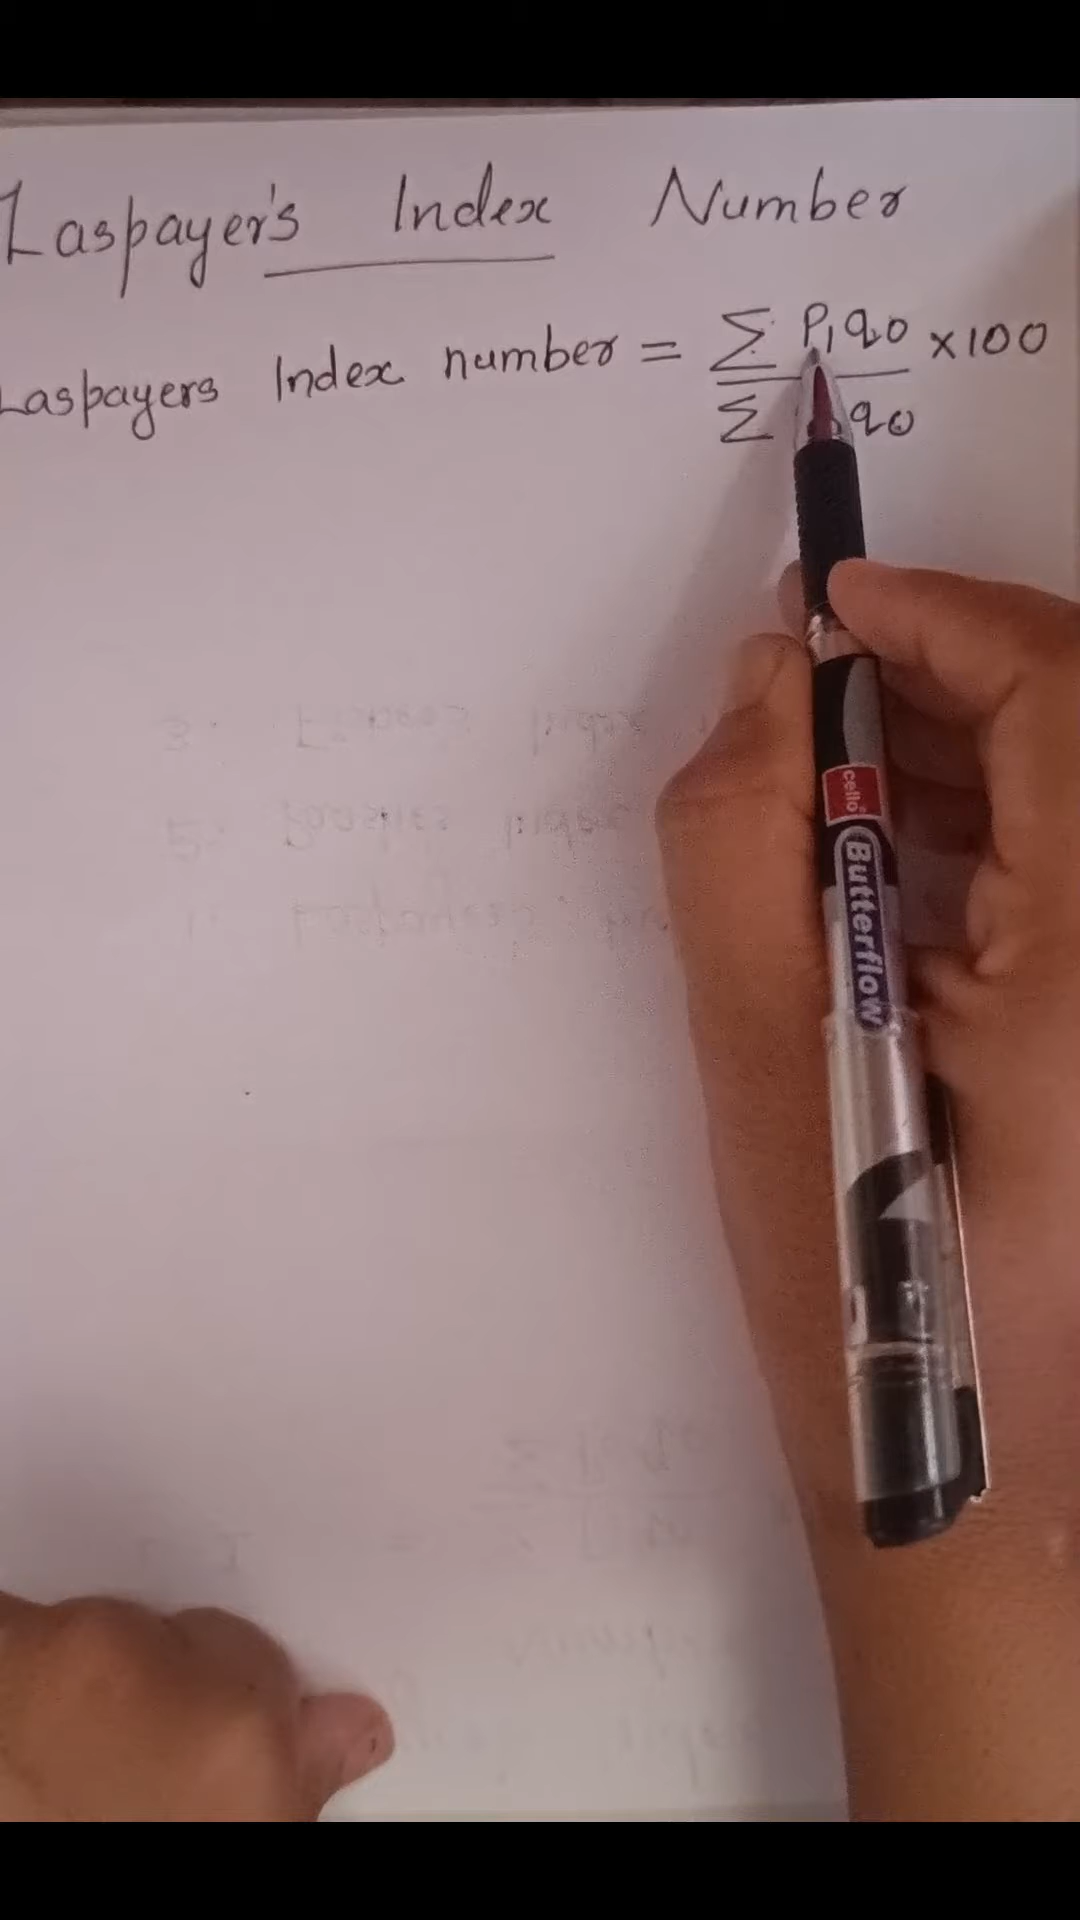 Laspayer's Index Number
Laspayers Index number = Σ P1q0 / Σ q0 ×100
cello
Butterflow